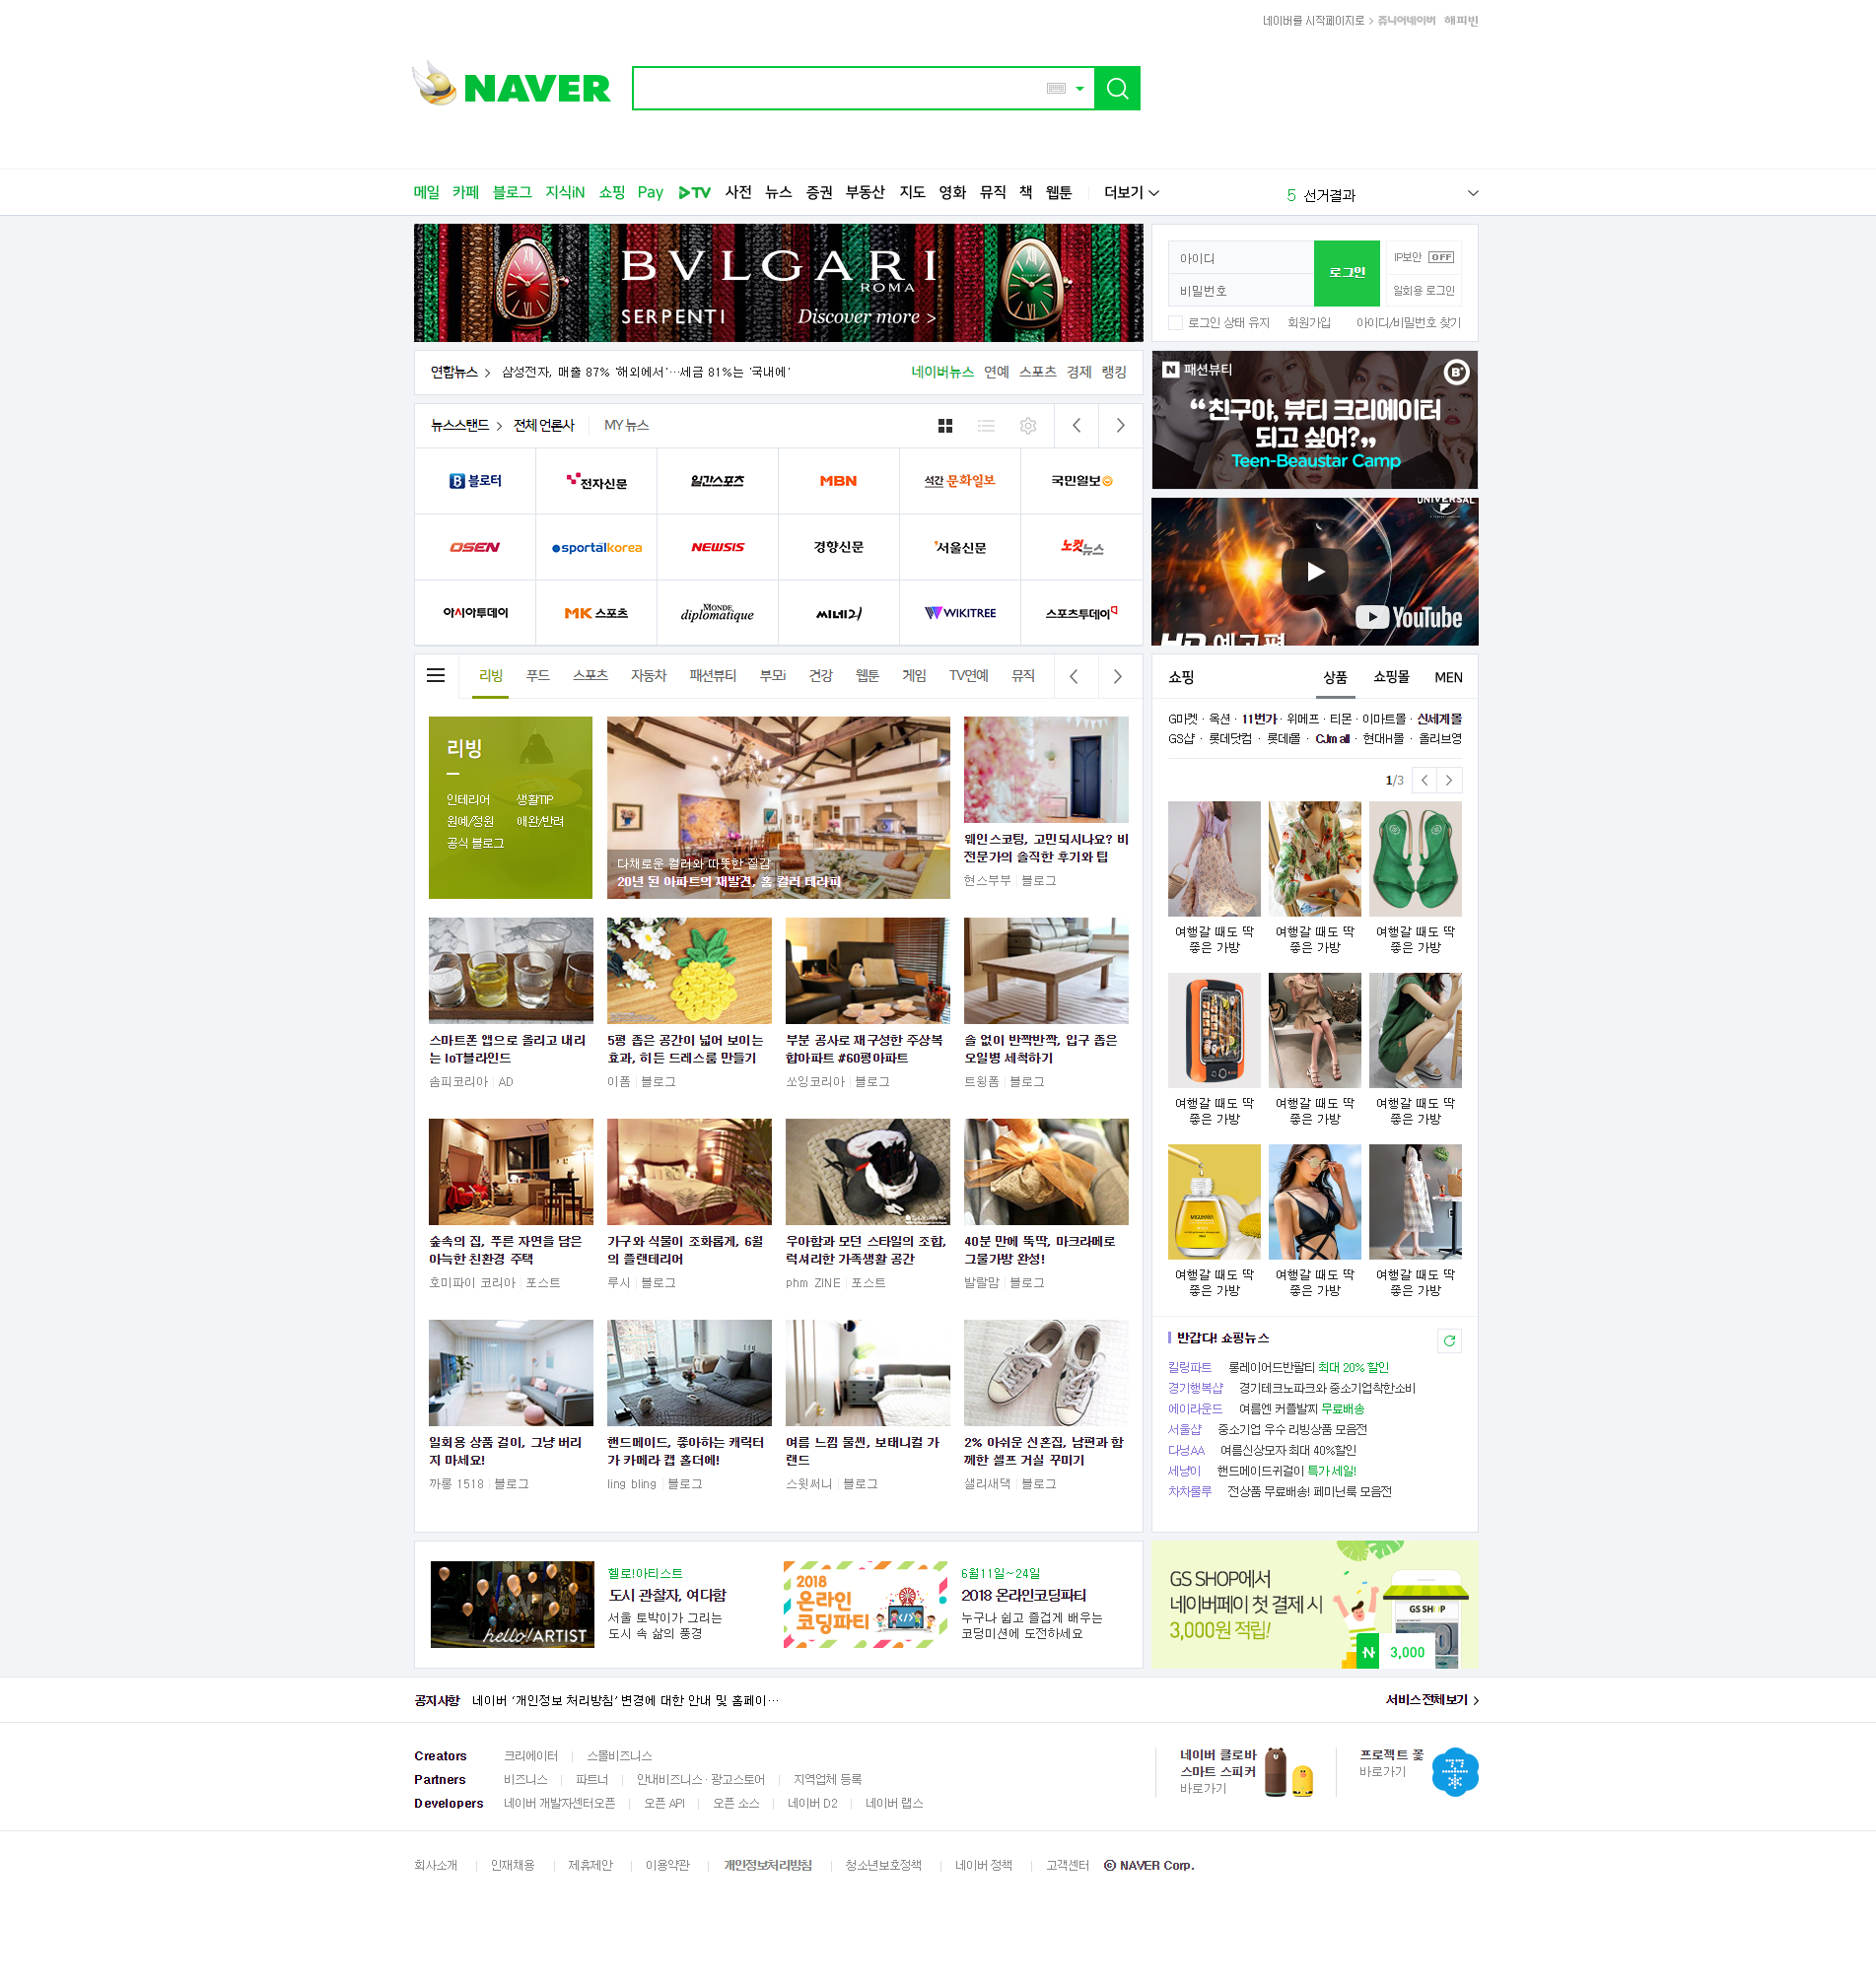 네이버를 시작페이지로 > 쥬니어네이버 해피빈
NAVER
메일 카페 블로그 지식iN 쇼핑 Pay TV 사전 뉴스 증권 부동산 지도 영화 뮤직 책 웹툰 더보기
5 선거결과
BVLGARI
ROMA
SERPENTI Discover more >
아이디
비밀번호
로그인
IP보안 OFF
일회용 로그인
로그인 상태 유지 회원가입 아이디/비밀번호 찾기
연합뉴스 > 삼성전자, 매출 87% '해외에서'…세금 81%는 '국내에'
네이버뉴스 연예 스포츠 경제 랭킹
N 패션뷰티
“친구야, 뷰티 크리에이터
되고 싶어?”
Teen-Beaustar Camp
뉴스스탠드 > 전체 언론사 MY 뉴스
블로터 전자신문 일간스포츠 MBN 석간 문화일보 국민일보
OSEN sportalkorea NEWSIS 경향신문 서울신문 노컷뉴스
아시아투데이 MK 스포츠 MONDE diplomatique 씨네21 WIKITREE 스포츠투데이
UNIVERSAL
YouTube
예고편
리빙 푸드 스포츠 자동차 패션뷰티 부모i 건강 웹툰 게임 TV연예 뮤직
리빙
인테리어 생활TIP
원예/정원 애완/반려
공식 블로그
다채로운 컬러와 따뜻한 질감
20년 된 아파트의 재발견, 홈 컬러 테라피
웨인스코팅, 고민되시나요? 비
전문가의 솔직한 후기와 팁
현스부부 | 블로그
스마트폰 앱으로 올리고 내리
는 IoT블라인드
솜피코리아 | AD
5평 좁은 공간이 넓어 보이는
효과, 히든 드레스룸 만들기
이폼 | 블로그
부분 공사로 재구성한 주상복
합아파트 #60평아파트
쏘잉코리아 | 블로그
솔 없이 반짝반짝, 입구 좁은
오일병 세척하기
트윙폼 | 블로그
숲속의 집, 푸른 자연을 담은
아늑한 친환경 주택
호미파이 코리아 | 포스트
가구와 식물이 조화롭게, 6월
의 플랜테리어
루시 | 블로그
우아함과 모던 스타일의 조합,
럭셔리한 가족생활 공간
phm ZINE | 포스트
40분 만에 뚝딱, 마크라메로
그물가방 완성!
발랄맘 | 블로그
일회용 상품 걸이, 그냥 버리
지 마세요!
까롱 1518 | 블로그
핸드메이드, 좋아하는 캐릭터
가 카메라 캡 홀더에!
ling bling | 블로그
여름 느낌 물씬, 보태니컬 가
랜드
스윗써니 | 블로그
2% 아쉬운 신혼집, 남편과 함
께한 셀프 거실 꾸미기
샐리새댁 | 블로그
쇼핑 상품 쇼핑몰 MEN
G마켓 · 옥션 · 11번가 · 위메프 · 티몬 · 이마트몰 · 신세계몰
GS샵 · 롯데닷컴 · 롯데i몰 · CJmall · 현대H몰 · 올리브영
1/3
여행갈 때도 딱
좋은 가방
여행갈 때도 딱
좋은 가방
여행갈 때도 딱
좋은 가방
여행갈 때도 딱
좋은 가방
여행갈 때도 딱
좋은 가방
여행갈 때도 딱
좋은 가방
여행갈 때도 딱
좋은 가방
여행갈 때도 딱
좋은 가방
여행갈 때도 딱
좋은 가방
반갑다! 쇼핑뉴스
킬링파트 롱레이어드반팔티 최대 20% 할인
경기행복샵 경기테크노파크와 중소기업착한소비
에이라운드 여름엔 커플발찌 무료배송
서울샵 중소기업 우수 리빙상품 모음전
다닝AA 여름신상모자 최대 40%할인
세냥이 핸드메이드귀걸이 특가 세일!
차차룰루 전상품 무료배송! 페미닌룩 모음전
hello! ARTIST
헬로!아티스트
도시 관찰자, 여다함
서울 토박이가 그리는
도시 속 삶의 풍경
2018
온라인
코딩파티
6월11일~24일
2018 온라인코딩파티
누구나 쉽고 즐겁게 배우는
코딩미션에 도전하세요
GS SHOP에서
네이버페이 첫 결제 시
3,000원 적립!
GS SHOP
N 3,000
공지사항 네이버 '개인정보 처리방침' 변경에 대한 안내 및 홈페이…
서비스 전체보기 >
Creators 크리에이터 | 스몰비즈니스
Partners 비즈니스 | 파트너 | 안내비즈니스 · 광고스토어 | 지역업체 등록
Developers 네이버 개발자센터오픈 | 오픈 API | 오픈 소스 | 네이버 D2 | 네이버 랩스
네이버 클로바
스마트 스피커
바로가기
프로젝트 꽃
바로가기
회사소개 | 인재채용 | 제휴제안 | 이용약관 | 개인정보처리방침 | 청소년보호정책 | 네이버 정책 | 고객센터 ⓒ NAVER Corp.